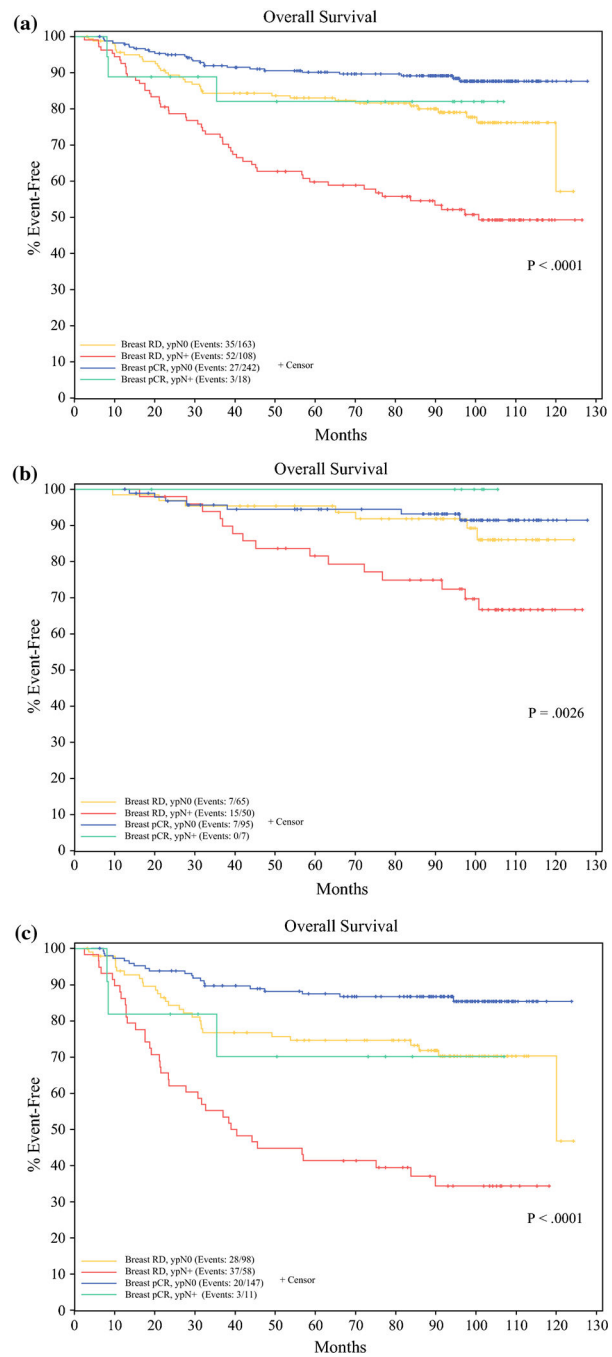 (a)
Overall Survival
100
90
80
70
60
50
40
30
20
10
0
% Event-Free
P < .0001
Breast RD, ypN0 (Events: 35/163)
Breast RD, ypN+ (Events: 52/108)
Breast pCR, ypN0 (Events: 27/242)
Breast pCR, ypN+ (Events: 3/18)
+ Censor
0 10 20 30 40 50 60 70 80 90 100 110 120 130
Months
(b)
Overall Survival
100
90
80
70
60
50
40
30
20
10
0
% Event-Free
P = .0026
Breast RD, ypN0 (Events: 7/65)
Breast RD, ypN+ (Events: 15/50)
Breast pCR, ypN0 (Events: 7/95)
Breast pCR, ypN+ (Events: 0/7)
+ Censor
0 10 20 30 40 50 60 70 80 90 100 110 120 130
Months
(c)
Overall Survival
100
90
80
70
60
50
40
30
20
10
0
% Event-Free
P < .0001
Breast RD, ypN0 (Events: 28/98)
Breast RD, ypN+ (Events: 37/58)
Breast pCR, ypN0 (Events: 20/147)
Breast pCR, ypN+ (Events: 3/11)
+ Censor
0 10 20 30 40 50 60 70 80 90 100 110 120 130
Months